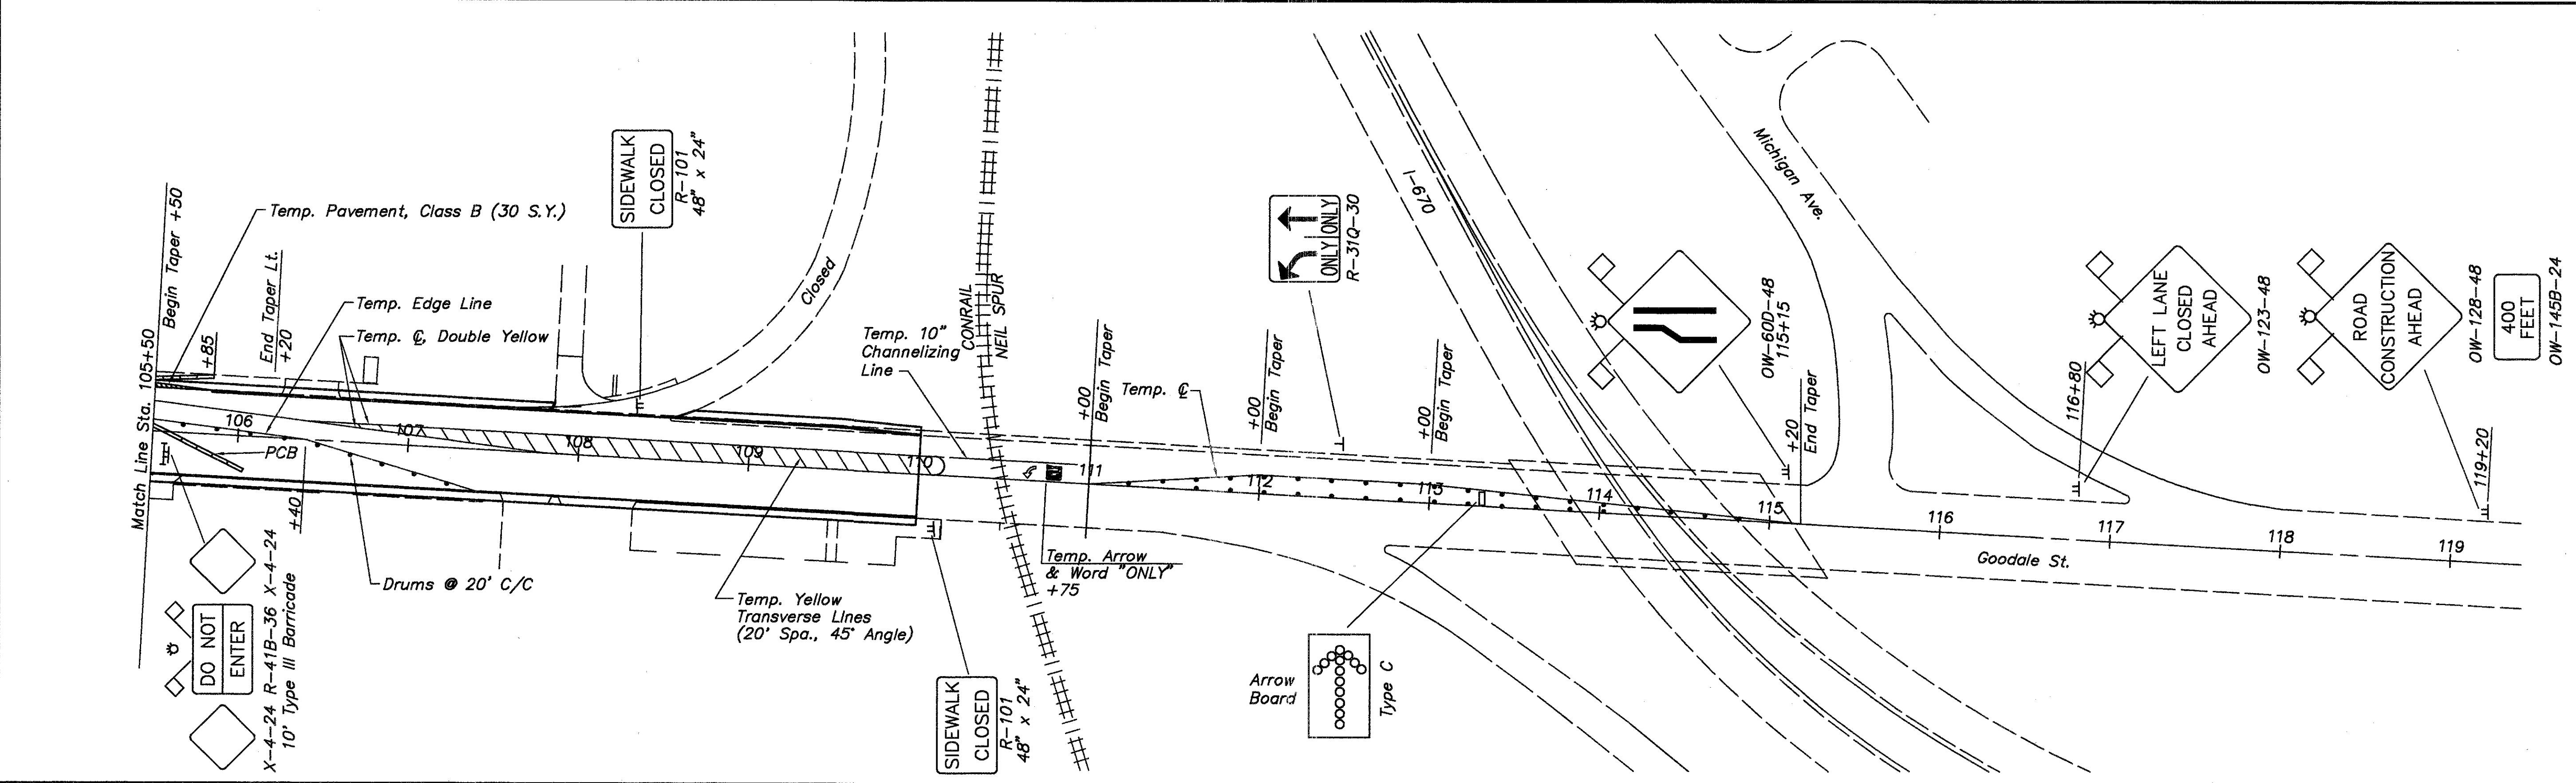 Match Line Sta. 105+50
Begin Taper +50
Temp. Pavement, Class B (30 S.Y.)
+85
End Taper Lt.
+20
Temp. Edge Line
Temp. ℄, Double Yellow
SIDEWALK
CLOSED
R-101
48" x 24"
Closed
Temp. 10"
Channelizing
Line
CONRAIL
NEIL SPUR
+00
Begin Taper
Temp. ℄
+00
Begin Taper
ONLY ONLY
R-31Q-30
+00
Begin Taper
I-670
Michigan Ave.
OW-60D-48
115+15
+20
End Taper
LEFT LANE
CLOSED
AHEAD
OW-123-48
116+80
ROAD
CONSTRUCTION
AHEAD
OW-128-48
400
FEET
OW-145B-24
119+20
106
107
108
109
110
111
112
113
114
115
116
117
118
119
Goodale St.
PCB
+40
Drums @ 20' C/C
Temp. Yellow
Transverse Lines
(20' Spa., 45° Angle)
Temp. Arrow
& Word "ONLY"
+75
DO NOT
ENTER
X-4-24 R-41B-36 X-4-24
10' Type III Barricade
SIDEWALK
CLOSED
R-101
48" x 24"
Arrow
Board
Type C